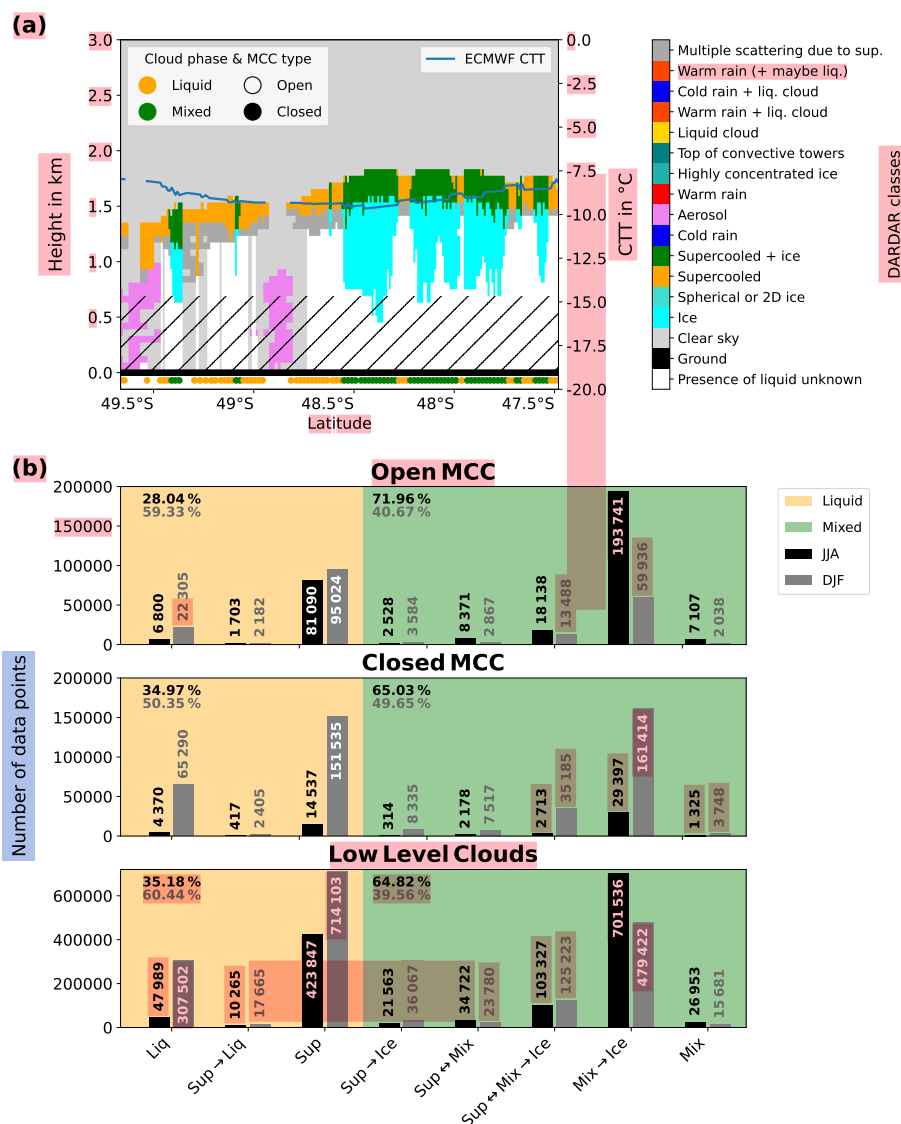 (a)
Cloud phase & MCC type
Liquid
Open
Mixed
Closed
ECMWF CTT
3.0
2.5
2.0
1.5
1.0
0.5
0.0
Height in km
0.0
-2.5
-5.0
-7.5
-10.0
-12.5
-15.0
-17.5
-20.0
CTT in °C
49.5°S
49°S
48.5°S
48°S
47.5°S
Latitude
Multiple scattering due to sup.
Warm rain (+ maybe liq.)
Cold rain + liq. cloud
Warm rain + liq. cloud
Liquid cloud
Top of convective towers
Highly concentrated ice
Warm rain
Aerosol
Cold rain
Supercooled + ice
Supercooled
Spherical or 2D ice
Ice
Clear sky
Ground
Presence of liquid unknown
DARDAR classes
(b)
Open MCC
200000
150000
100000
50000
0
28.04 %
59.33 %
71.96 %
40.67 %
6 800
22 305
1 703
2 182
81 090
95 024
2 528
3 584
8 371
2 867
18 138
13 488
193 741
59 936
7 107
2 038
Liquid
Mixed
JJA
DJF
Closed MCC
200000
150000
100000
50000
0
34.97 %
50.35 %
65.03 %
49.65 %
4 370
65 290
417
2 405
14 537
151 535
314
8 335
2 178
7 517
2 713
35 185
29 397
161 414
1 325
3 748
Number of data points
Low Level Clouds
600000
400000
200000
0
35.18 %
60.44 %
64.82 %
39.56 %
47 989
307 502
10 265
17 665
423 847
714 103
21 563
36 067
34 722
23 780
103 327
125 223
701 536
479 422
26 953
15 681
Liq
Sup → Liq
Sup
Sup → Ice
Sup ↔ Mix
Sup ↔ Mix → Ice
Mix → Ice
Mix